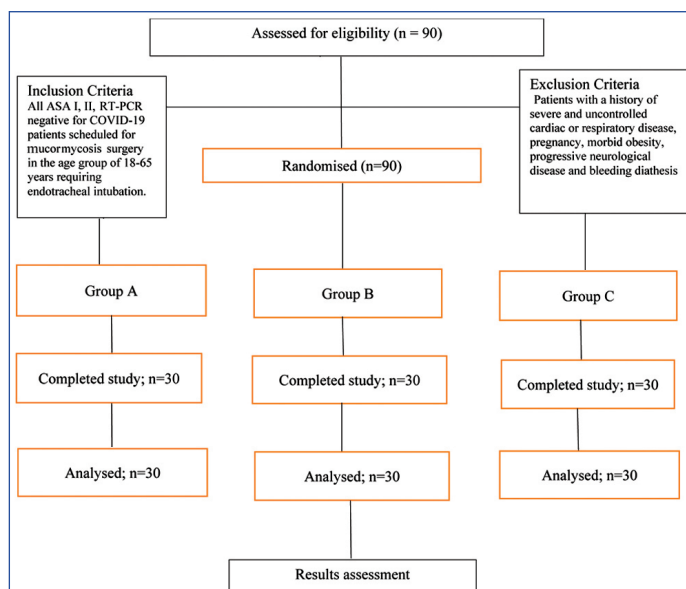 Assessed for eligibility (n = 90)
Inclusion Criteria
All ASA I, II, RT-PCR
negative for COVID-19
patients scheduled for
mucormycosis surgery
in the age group of 18-65
years requiring
endotracheal intubation.
Exclusion Criteria
Patients with a history of
severe and uncontrolled
cardiac or respiratory disease,
pregnancy, morbid obesity,
progressive neurological
disease and bleeding diathesis
Randomised (n=90)
Group A
Group B
Group C
Completed study; n=30
Completed study; n=30
Completed study; n=30
Analysed; n=30
Analysed; n=30
Analysed; n=30
Results assessment